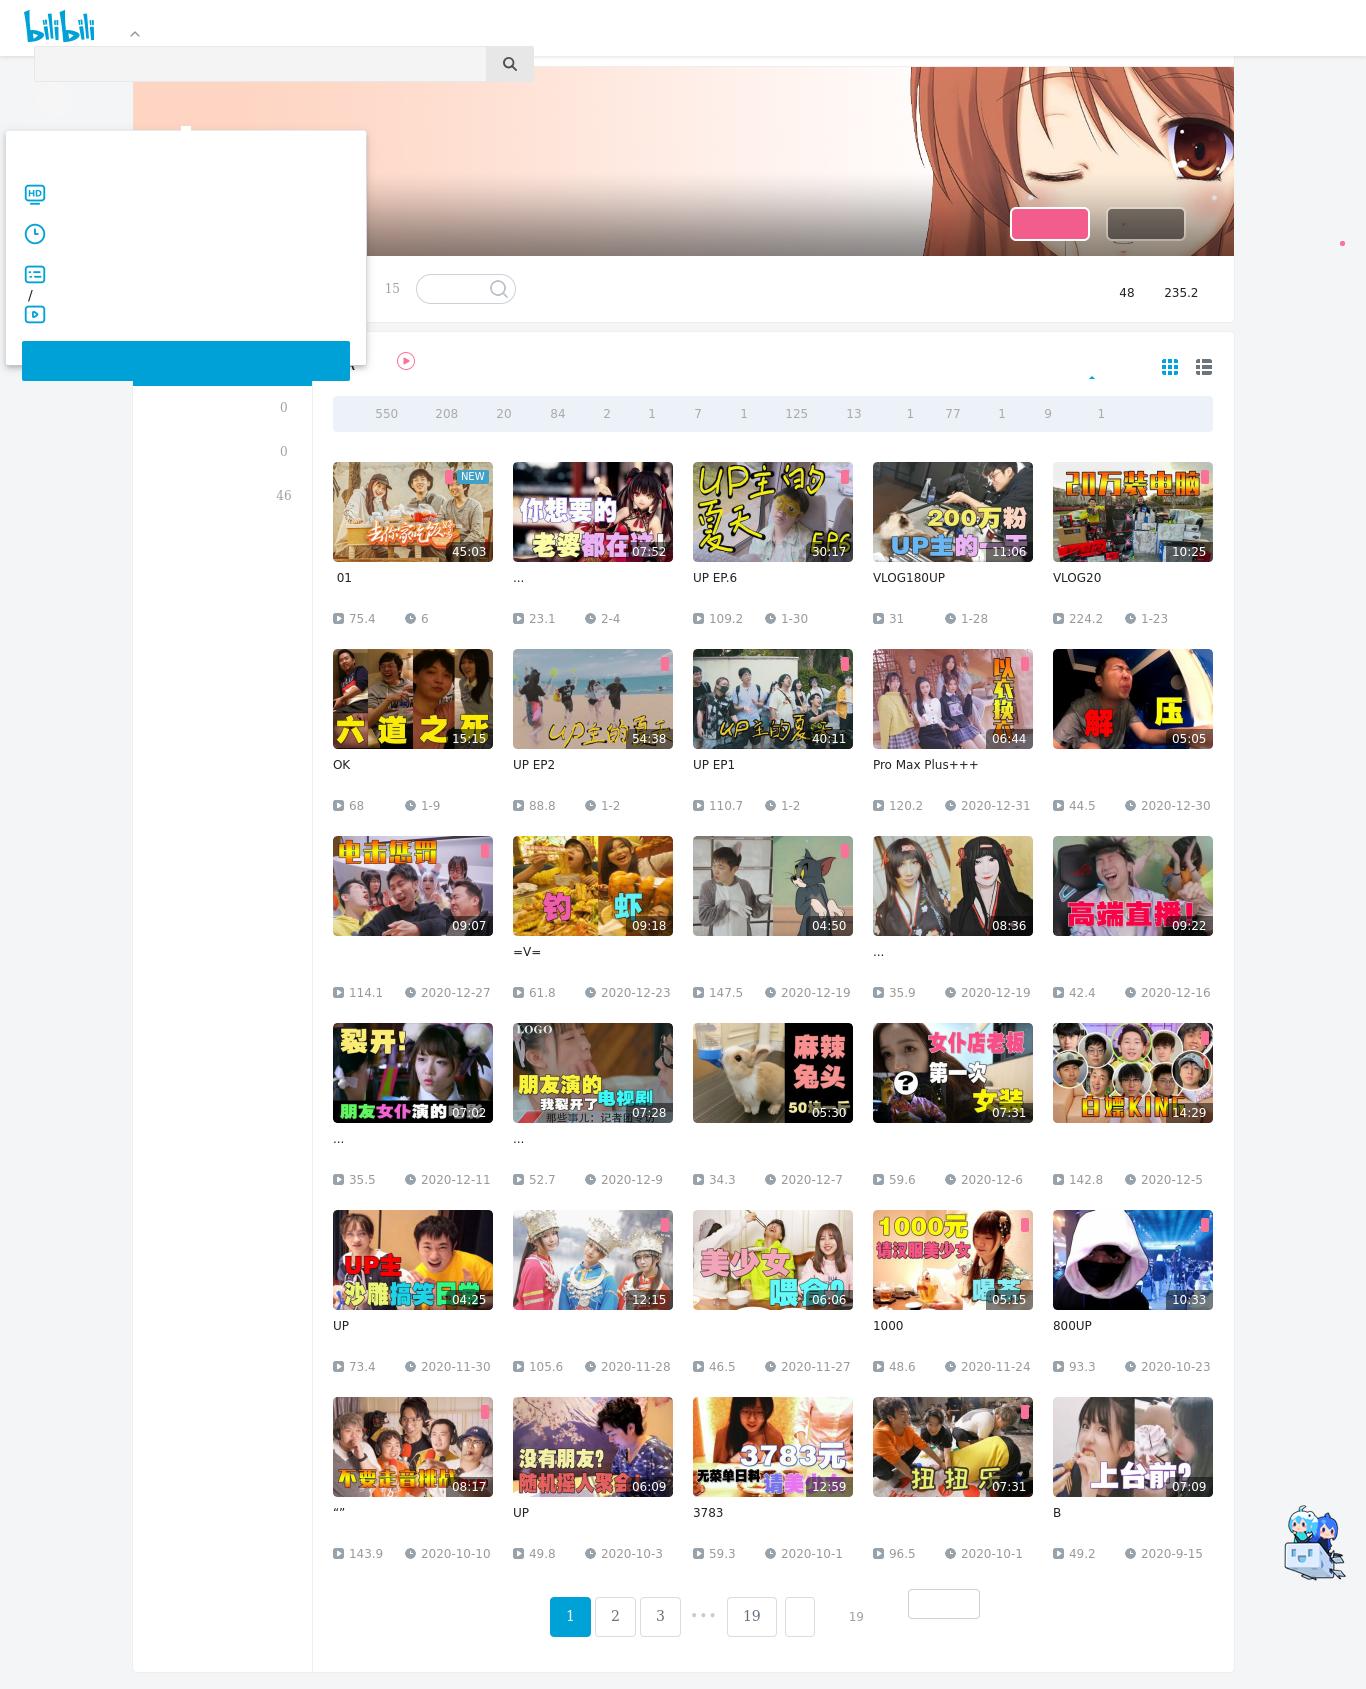 bilibili
HD
/
15
48 235.2
0
0
46
550 208 20 84 2 1 7 1 125 13 1 77 1 9 1
NEW
去你家吃饭
45:03
你想要的
老婆都在
07:52
UP主的
夏天
EP6
30:17
200万粉
UP主的一天
11:06
20万装电脑
10:25
01
...
UP EP.6
VLOG180UP
VLOG20
75.4 6
23.1 2-4
109.2 1-30
31 1-28
224.2 1-23
六道之死
15:15
UP主的夏天
54:38
UP主的夏天
40:11
以衣换衣
06:44
解压
05:05
OK
UP EP2
UP EP1
Pro Max Plus+++
68 1-9
88.8 1-2
110.7 1-2
120.2 2020-12-31
44.5 2020-12-30
电击惩罚
09:07
钓虾
09:18
04:50
08:36
高端直播!
09:22
=V=
...
114.1 2020-12-27
61.8 2020-12-23
147.5 2020-12-19
35.9 2020-12-19
42.4 2020-12-16
裂开!
朋友女仆演的
07:02
LOGO
朋友演的
我裂开了电视剧
那些事儿:记者
07:28
麻辣
兔头
05:30
女仆店老板
第一次
女装
07:31
白嫖KING
14:29
...
...
35.5 2020-12-11
52.7 2020-12-9
34.3 2020-12-7
59.6 2020-12-6
142.8 2020-12-5
UP主
沙雕搞笑日常
04:25
12:15
美少女
喂食?
06:06
1000元
请汉服美少女
喝茶
05:15
10:33
UP
1000
800UP
73.4 2020-11-30
105.6 2020-11-28
46.5 2020-11-27
48.6 2020-11-24
93.3 2020-10-23
不要走音挑战
08:17
没有朋友?
随机摇人聚会
06:09
3783元
无菜单日料
请美少女
12:59
扭扭乐
07:31
上台前?
07:09
“”
UP
3783
B
143.9 2020-10-10
49.8 2020-10-3
59.3 2020-10-1
96.5 2020-10-1
49.2 2020-9-15
1 2 3 ••• 19 19